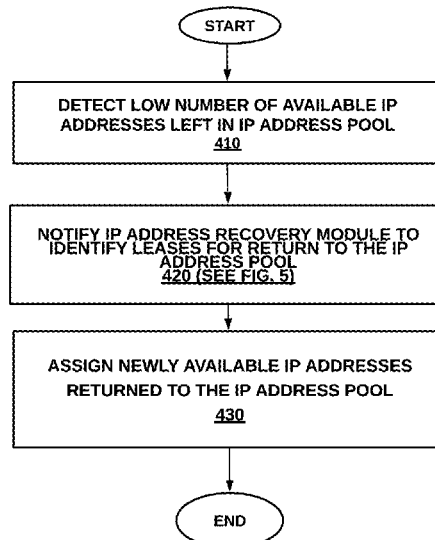 START
DETECT LOW NUMBER OF AVAILABLE IP
ADDRESSES LEFT IN IP ADDRESS POOL
410
NOTIFY IP ADDRESS RECOVERY MODULE TO
IDENTIFY LEASES FOR RETURN TO THE IP
ADDRESS POOL
420 (SEE FIG. 5)
ASSIGN NEWLY AVAILABLE IP ADDRESSES
RETURNED TO THE IP ADDRESS POOL
430
END